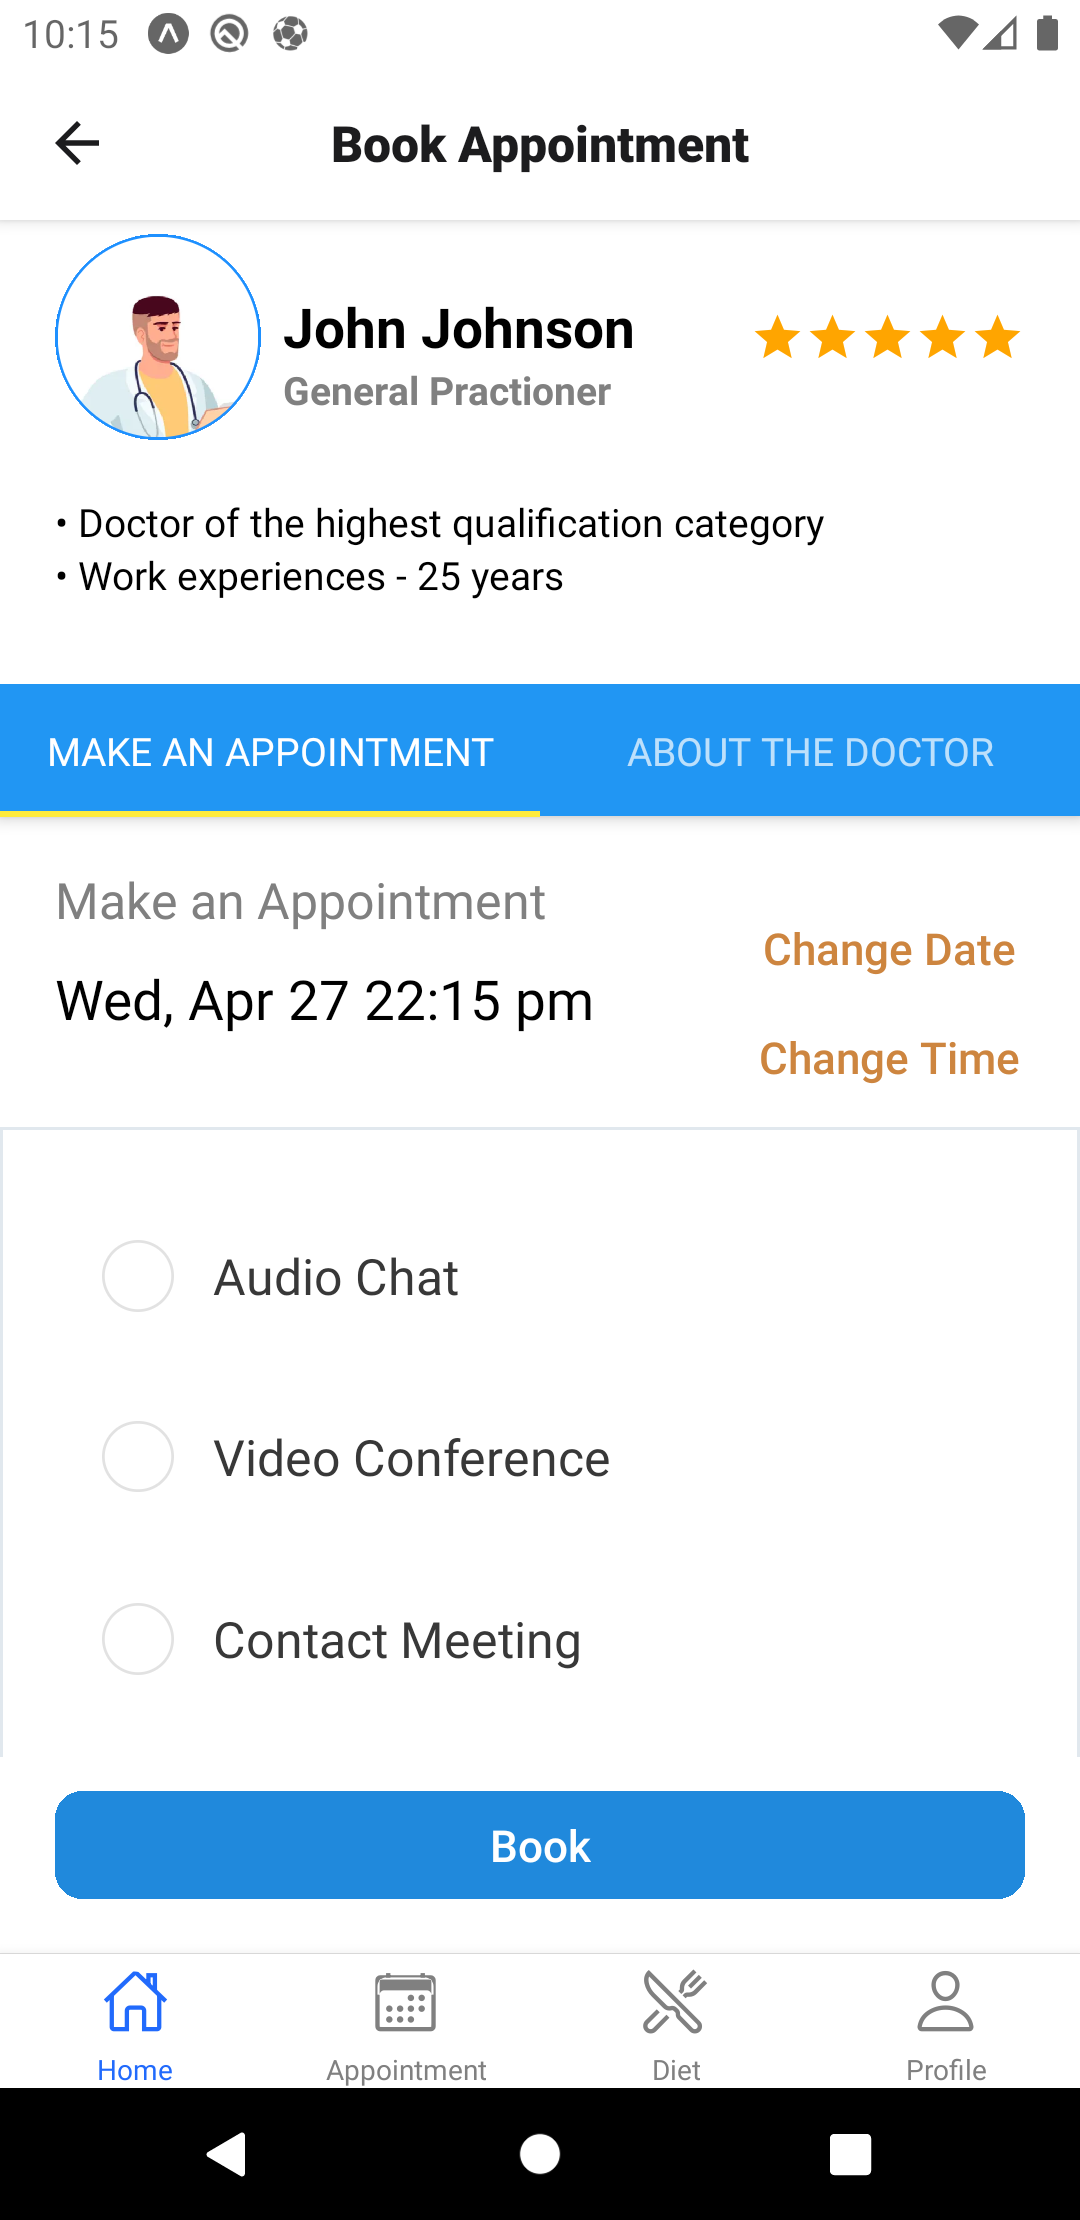 10:15
Book Appointment
John Johnson
General Practioner
• Doctor of the highest qualification category
• Work experiences - 25 years
MAKE AN APPOINTMENT
ABOUT THE DOCTOR
Make an Appointment
Change Date
Wed, Apr 27 22:15 pm
Change Time
Audio Chat
Video Conference
Contact Meeting
Book
Home
Appointment
Diet
Profile